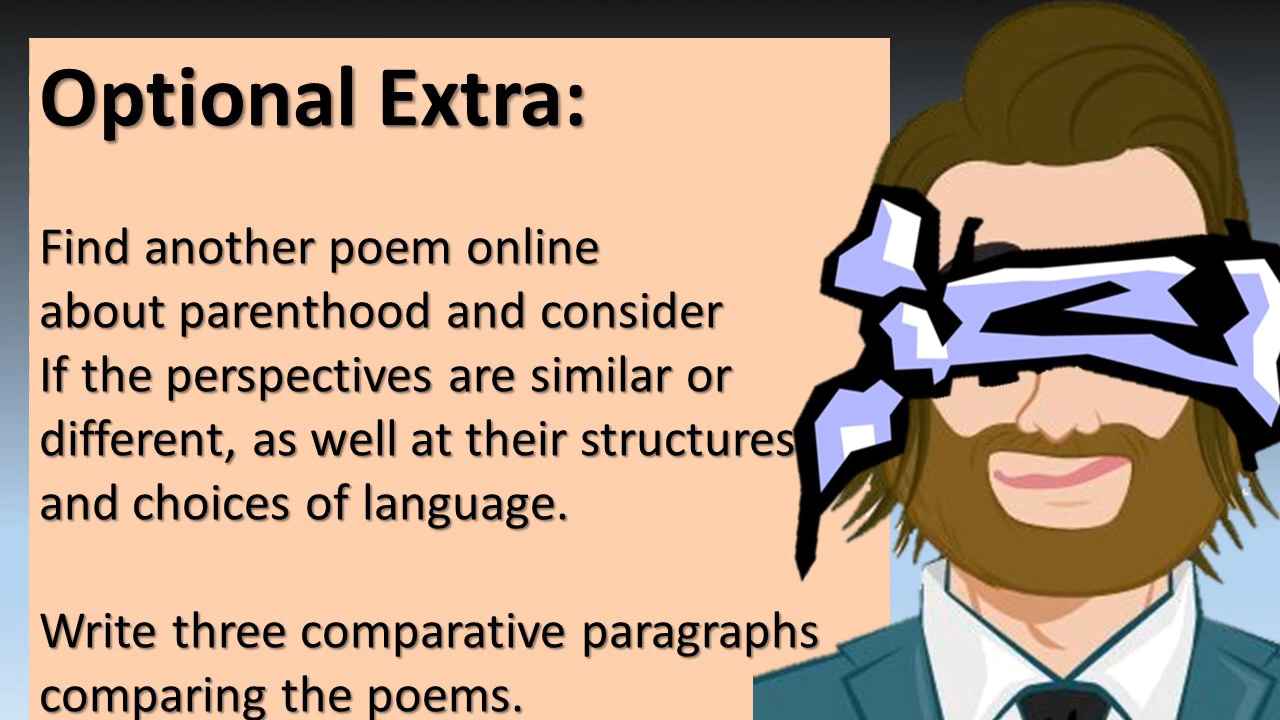 Optional Extra:
Find another poem online
about parenthood and consider
If the perspectives are similar or
different, as well at their structures
and choices of language.
Write three comparative paragraphs
comparing the poems.